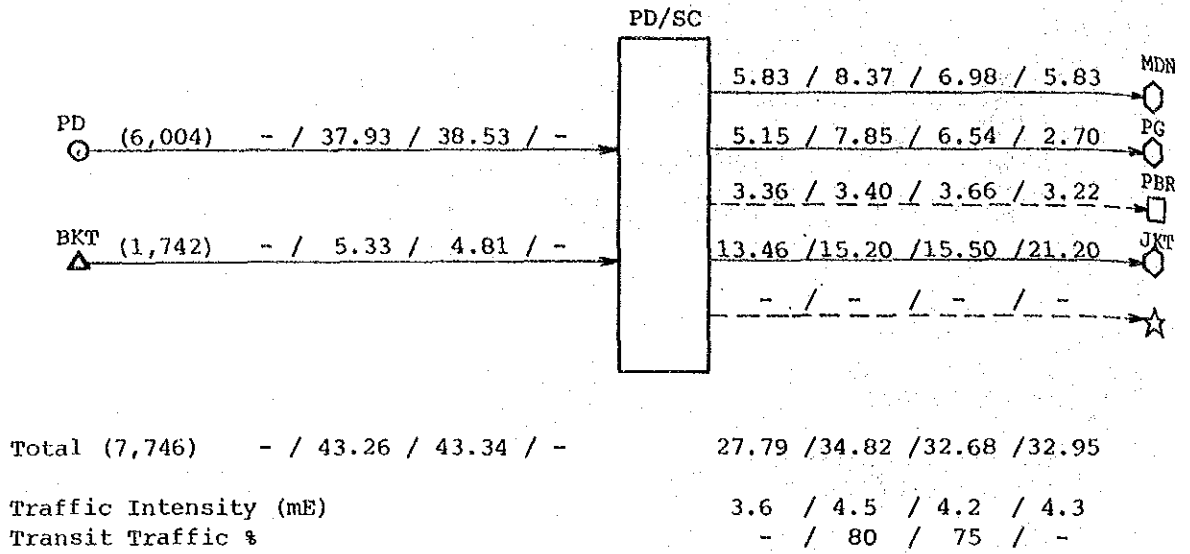 PD/SC
5.83 / 8.37 / 6.98 / 5.83 MDN
PD (6,004) - / 37.93 / 38.53 / -
5.15 / 7.85 / 6.54 / 2.70 PG
3.36 / 3.40 / 3.66 / 3.22 PBR
BKT (1,742) - / 5.33 / 4.81 / -
13.46 /15.20 /15.50 /21.20 JKT
- / - / - / -
Total (7,746) - / 43.26 / 43.34 / - 27.79 /34.82 /32.68 /32.95
Traffic Intensity (mE) 3.6 / 4.5 / 4.2 / 4.3
Transit Traffic % - / 80 / 75 / -